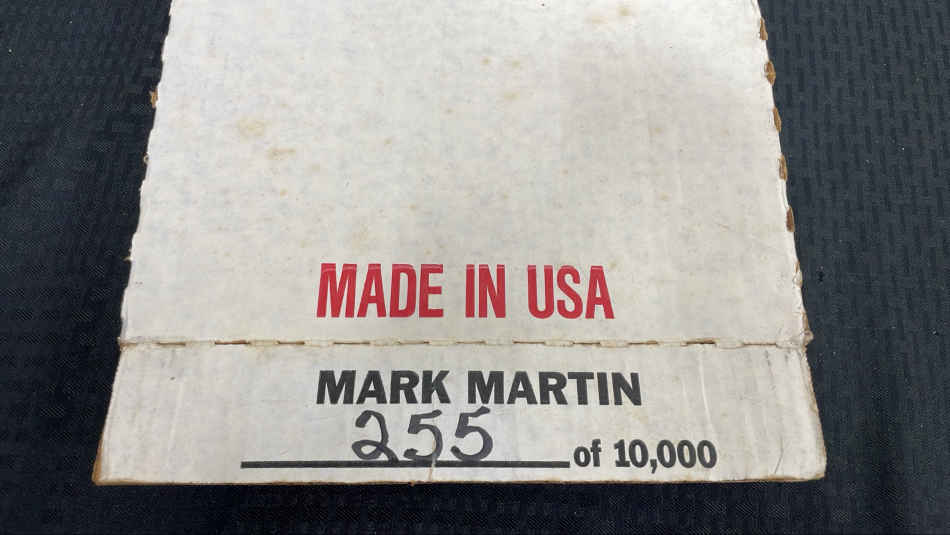 MADE IN USA
MARK MARTIN
255 of 10,000